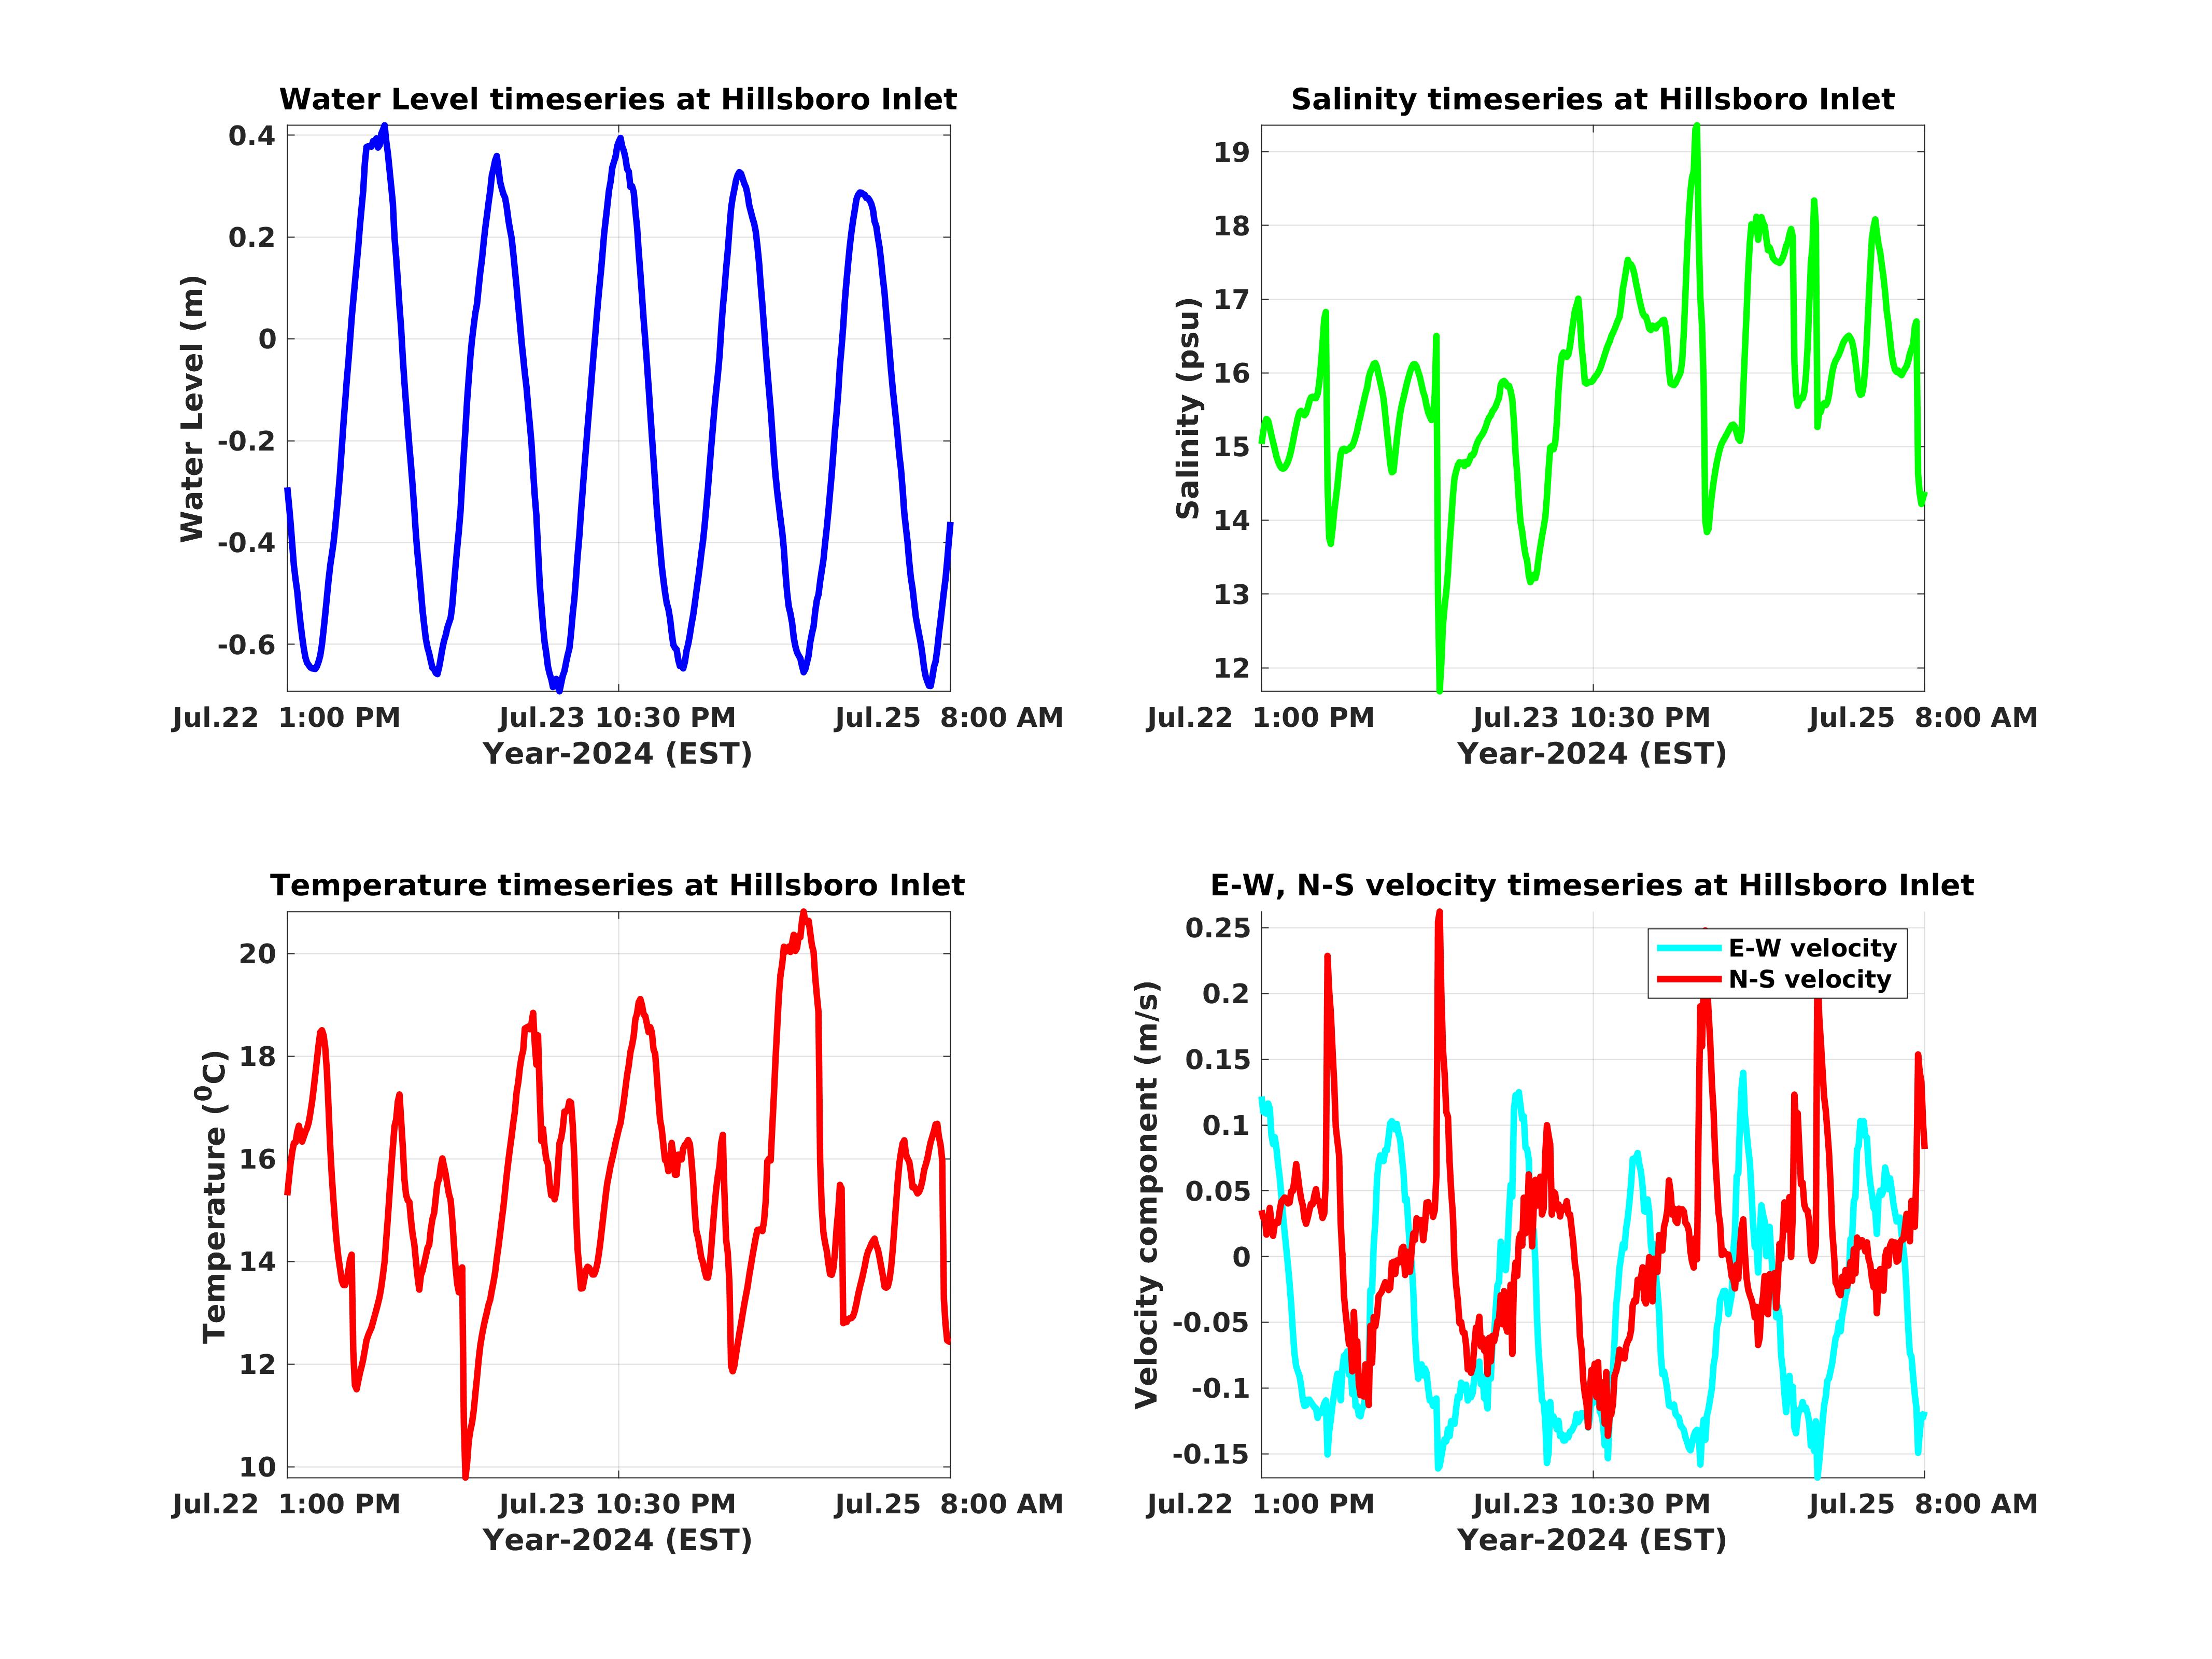 Water Level timeseries at Hillsboro Inlet
Water Level (m)
0.4
0.2
0
-0.2
-0.4
-0.6
Jul.22 1:00 PM
Jul.23 10:30 PM
Jul.25 8:00 AM
Year-2024 (EST)
Salinity timeseries at Hillsboro Inlet
Salinity (psu)
19
18
17
16
15
14
13
12
Jul.22 1:00 PM
Jul.23 10:30 PM
Jul.25 8:00 AM
Year-2024 (EST)
Temperature timeseries at Hillsboro Inlet
Temperature (⁰C)
20
18
16
14
12
10
Jul.22 1:00 PM
Jul.23 10:30 PM
Jul.25 8:00 AM
Year-2024 (EST)
E-W, N-S velocity timeseries at Hillsboro Inlet
Velocity component (m/s)
0.25
0.2
0.15
0.1
0.05
0
-0.05
-0.1
-0.15
E-W velocity
N-S velocity
Jul.22 1:00 PM
Jul.23 10:30 PM
Jul.25 8:00 AM
Year-2024 (EST)